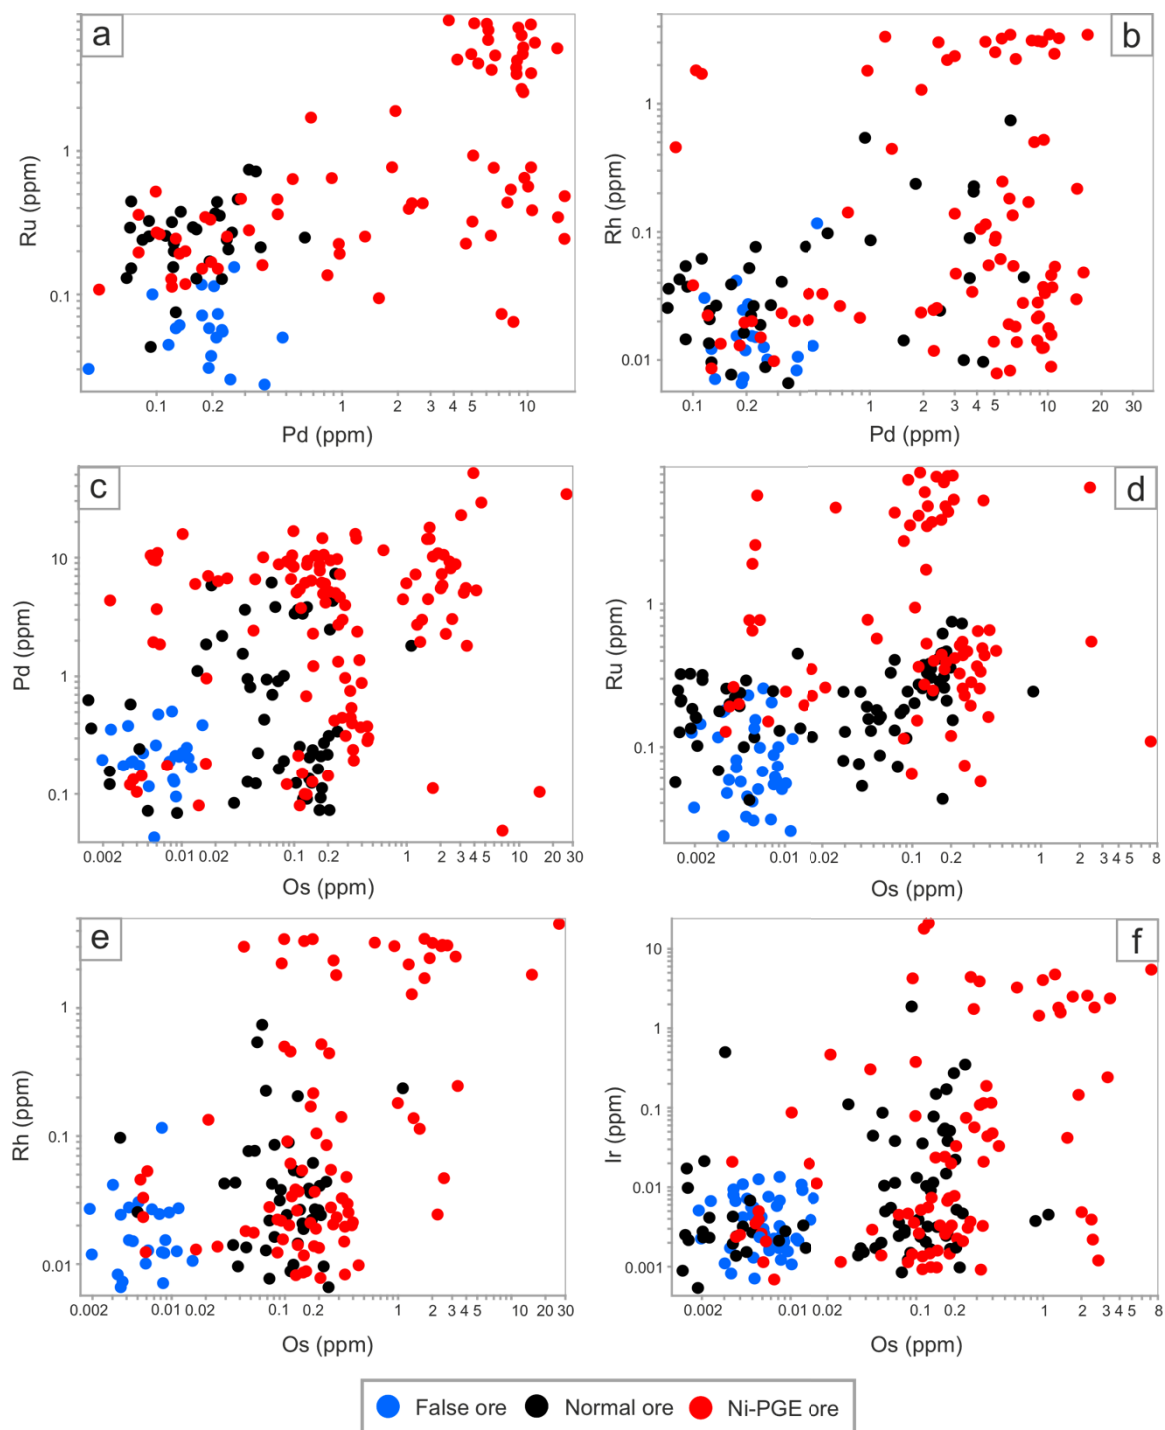 a
Ru (ppm)
1
0.1
0.1 0.2 1 2 3 4 5 10
Pd (ppm)
b
Rh (ppm)
1
0.1
0.01
0.1 0.2 1 2 3 4 5 10 20 30
Pd (ppm)
c
Pd (ppm)
10
1
0.1
0.002 0.01 0.02 0.1 0.2 1 2 3 4 5 10 20 30
Os (ppm)
d
Ru (ppm)
1
0.1
0.002 0.01 0.02 0.1 0.2 1 2 3 4 5 8
Os (ppm)
e
Rh (ppm)
1
0.1
0.01
0.002 0.01 0.02 0.1 0.2 1 2 3 4 5 10 20 30
Os (ppm)
f
Ir (ppm)
10
1
0.1
0.01
0.001
0.002 0.01 0.02 0.1 0.2 1 2 3 4 5 8
Os (ppm)
False ore Normal ore Ni-PGE ore